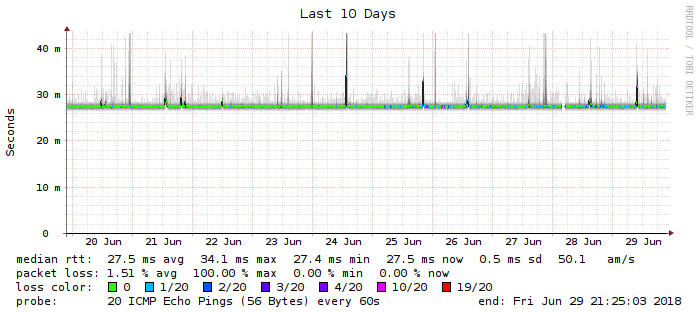 Last 10 Days
RRDTOOL / TOBI OETIKER
Seconds
40 m
30 m
20 m
10 m
0
20 Jun 21 Jun 22 Jun 23 Jun 24 Jun 25 Jun 26 Jun 27 Jun 28 Jun 29 Jun
median rtt: 27.5 ms avg 34.1 ms max 27.4 ms min 27.5 ms now 0.5 ms sd 50.1 am/s
packet loss: 1.51 % avg 100.00 % max 0.00 % min 0.00 % now
loss color: 0 1/20 2/20 3/20 4/20 10/20 19/20
probe: 20 ICMP Echo Pings (56 Bytes) every 60s end: Fri Jun 29 21:25:03 2018